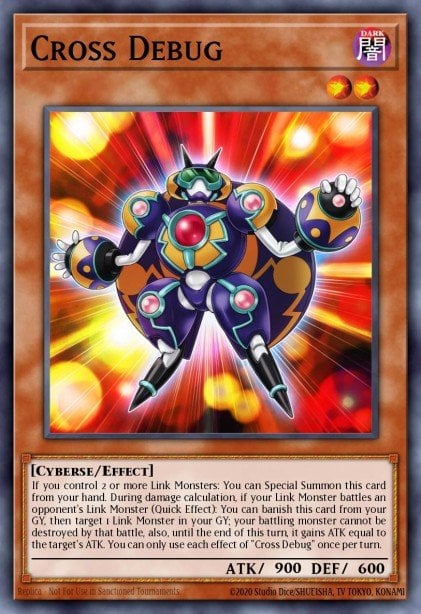 CROSS DEBUG
DARK
闇
[CYBERSE/EFFECT]
If you control 2 or more Link Monsters: You can Special Summon this card
from your hand. During damage calculation, if your Link Monster battles an
opponent's Link Monster (Quick Effect): You can banish this card from your
GY, then target 1 Link Monster in your GY; your battling monster cannot be
destroyed by that battle, also, until the end of this turn, it gains ATK equal to
the target's ATK. You can only use each effect of "Cross Debug" once per turn.
ATK/ 900 DEF/ 600
Replica - Not For Use in Sanctioned Tournaments
©2020 Studio Dice/SHUEISHA, TV TOKYO, KONAMI